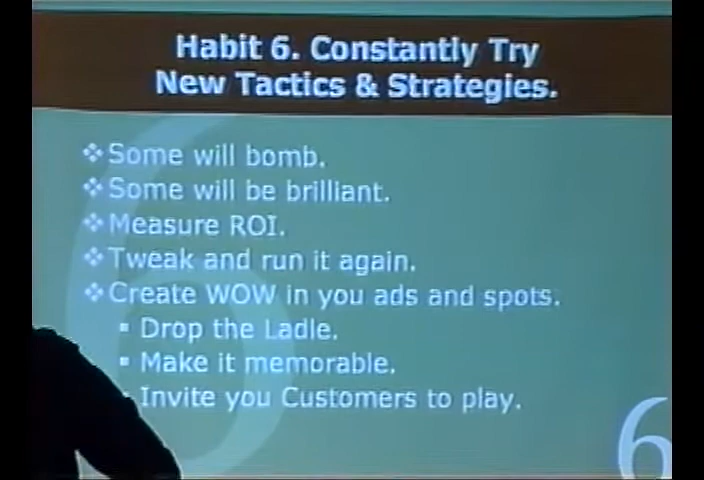 Habit 6. Constantly Try
New Tactics & Strategies.
Some will bomb.
Some will be brilliant.
Measure ROI.
Tweak and run it again.
Create WOW in you ads and spots.
Drop the Ladle.
Make it memorable.
Invite you Customers to play.
6
6